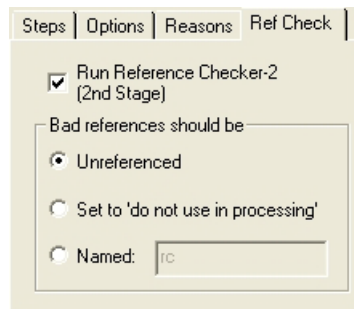 Steps Options Reasons Ref Check
Run Reference Checker-2
(2nd Stage)
Bad references should be
Unreferenced
Set to 'do not use in processing'
Named: rc